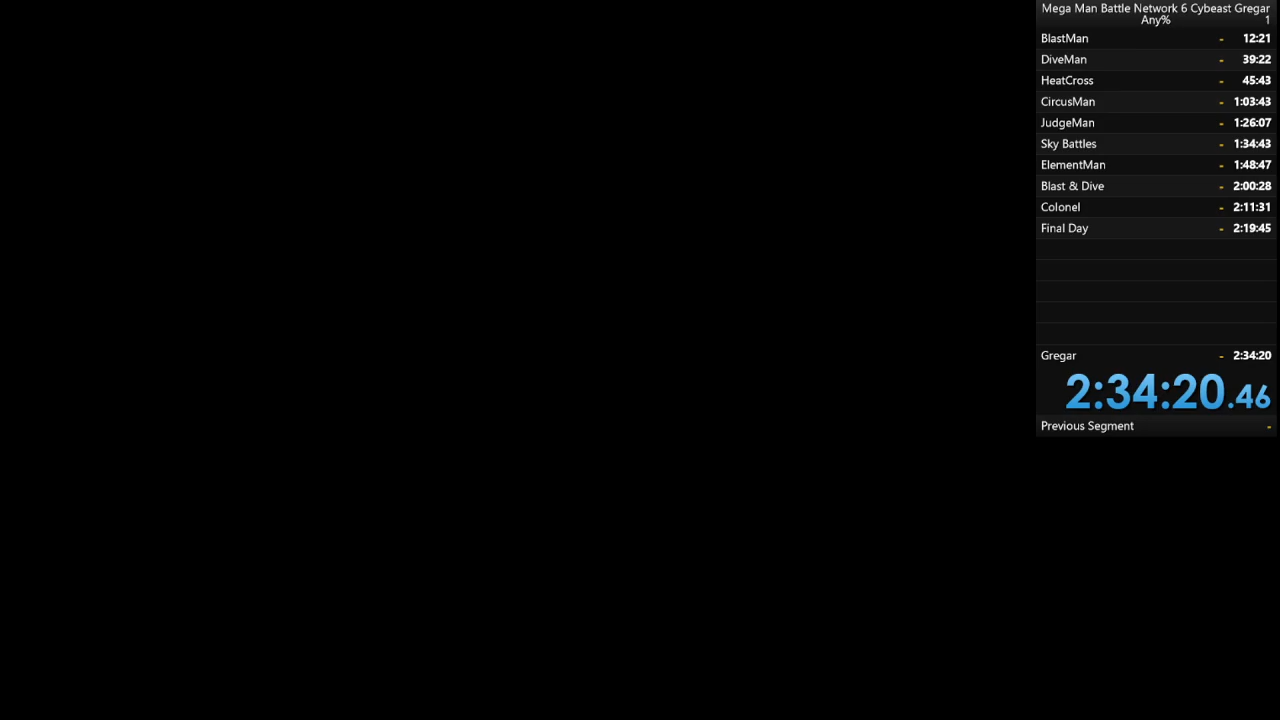 Mega Man Battle Network 6 Cybeast Gregar
Any% 1
BlastMan - 12:21
DiveMan - 39:22
HeatCross - 45:43
CircusMan - 1:03:43
JudgeMan - 1:26:07
Sky Battles - 1:34:43
ElementMan - 1:48:47
Blast & Dive - 2:00:28
Colonel - 2:11:31
Final Day - 2:19:45
Gregar - 2:34:20
2:34:20.46
Previous Segment -